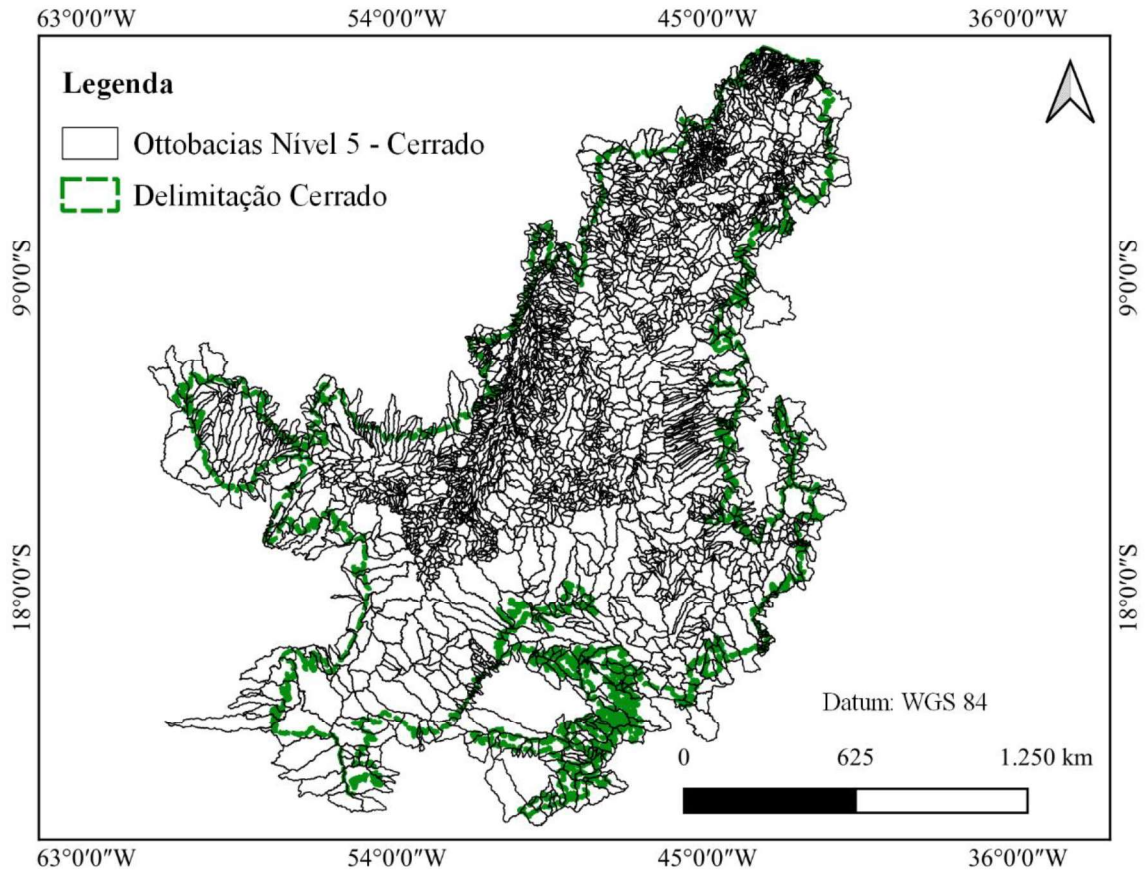 63°0'0"W 54°0'0"W 45°0'0"W 36°0'0"W
Legenda
Ottobacias Nível 5 - Cerrado
Delimitação Cerrado
9°0'0"S 9°0'0"S
18°0'0"S 18°0'0"S
Datum: WGS 84
0 625 1.250 km
63°0'0"W 54°0'0"W 45°0'0"W 36°0'0"W